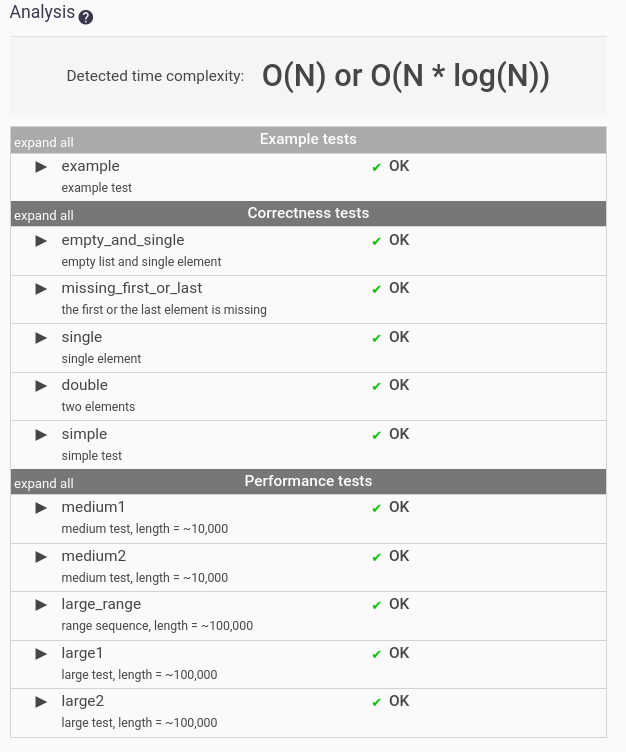 Analysis ?
Detected time complexity: O(N) or O(N * log(N))
expand all Example tests
▶ example ✔ OK
example test
expand all Correctness tests
▶ empty_and_single ✔ OK
empty list and single element
▶ missing_first_or_last ✔ OK
the first or the last element is missing
▶ single ✔ OK
single element
▶ double ✔ OK
two elements
▶ simple ✔ OK
simple test
expand all Performance tests
▶ medium1 ✔ OK
medium test, length = ~10,000
▶ medium2 ✔ OK
medium test, length = ~10,000
▶ large_range ✔ OK
range sequence, length = ~100,000
▶ large1 ✔ OK
large test, length = ~100,000
▶ large2 ✔ OK
large test, length = ~100,000